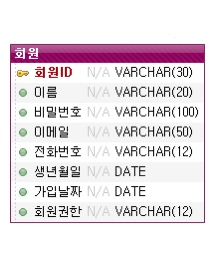 회원
회원ID N/A VARCHAR(30)
이름 N/A VARCHAR(20)
비밀번호 N/A VARCHAR(100)
이메일 N/A VARCHAR(50)
전화번호 N/A VARCHAR(12)
생년월일 N/A DATE
가입날짜 N/A DATE
회원권한 N/A VARCHAR(12)